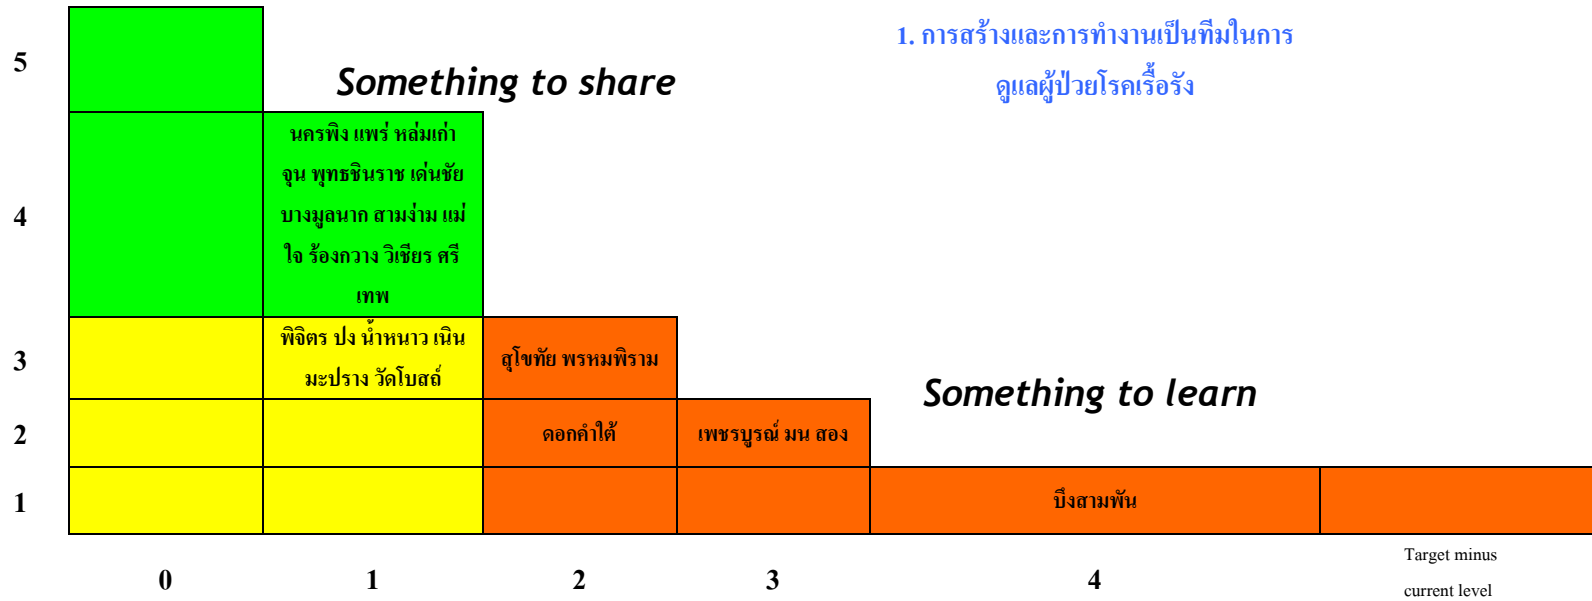 1. การสร้างและการทำงานเป็นทีมในการ
ดูแลผู้ป่วยโรคเรื้อรัง
5
Something to share
นครพิง แพร่ หล่มเก่า
จุน พุทธชินราช เด่นชัย
4
บางมูลนาก สามง่าม แม่
ใจ ร้องกวาง วิเชียร ศรี
เทพ
3
พิจิตร ปง น้ำหนาว เนิน
มะปราง วัดโบสถ์
สุโขทัย พรหมพิราม
Something to learn
2
ดอกคำใต้
เพชรบูรณ์ มน สอง
1
บึงสามพัน
0
1
2
3
4
Target minus
current level